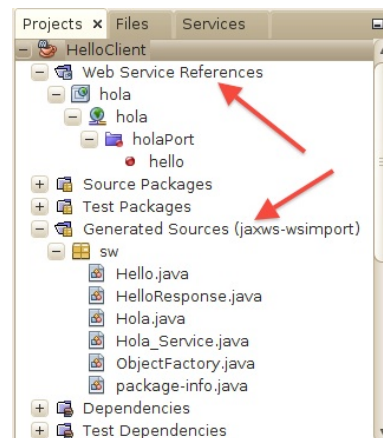 Projects Files Services
HelloClient
Web Service References
hola
hola
holaPort
hello
Source Packages
Test Packages
Generated Sources (jaxws-wsimport)
sw
Hello.java
HelloResponse.java
Hola.java
Hola_Service.java
ObjectFactory.java
package-info.java
Dependencies
Test Dependencies